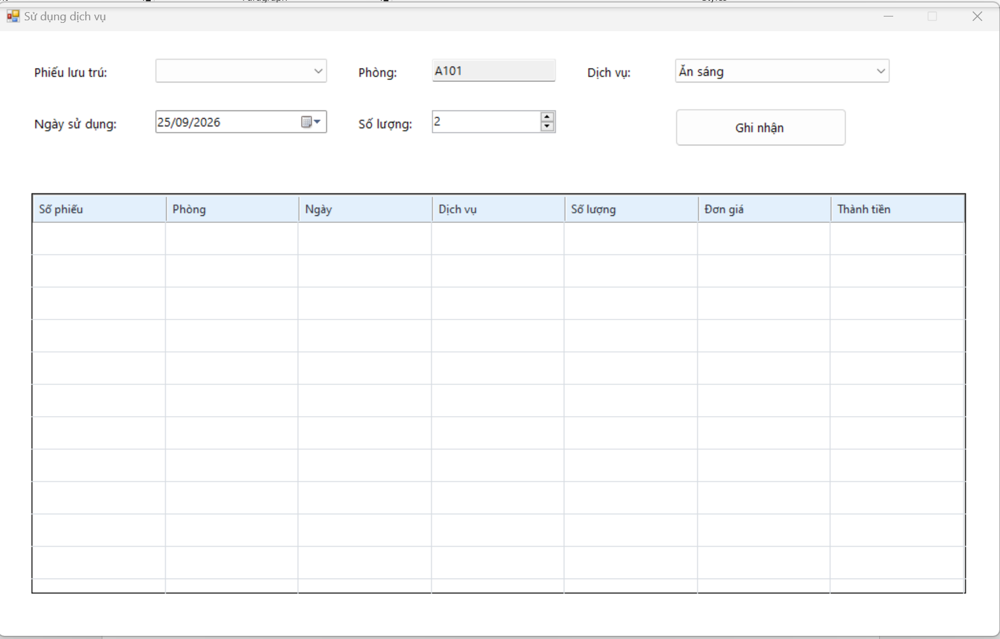 Sử dụng dịch vụ
Phiếu lưu trú: Phòng: A101 Dịch vụ: Ăn sáng
Ngày sử dụng: 25/09/2026 Số lượng: 2 Ghi nhận
Số phiếu Phòng Ngày Dịch vụ Số lượng Đơn giá Thành tiền